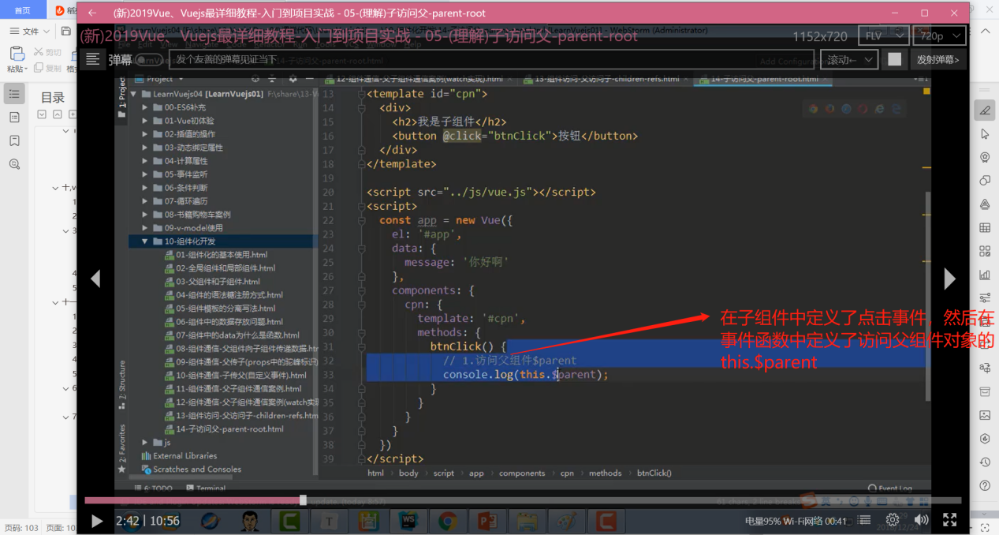 首页
(新)2019Vue、Vuejs最详细教程-入门到项目实战 - 05-(理解)子访问父-parent-root
(新)2019Vue、Vuejs最详细教程-入门到项目实战 - 05-(理解)子访问父-parent-root
1152x720
FLV
720p
文件
剪切
粘贴
复制
弹幕
发个友善的弹幕见证当下
滚动←
发射弹幕>
目录
Project
12-组件通信-父子组件通信案例(watch实现).html
13-组件访问-父访问子-children-refs.html
14-子访问父-parent-root.html
1: Project
LearnVuejs04 [LearnVuejs01]
00-ES6补充
01-Vue初体验
02-插值的操作
03-动态绑定属性
04-计算属性
05-事件监听
06-条件判断
07-循环遍历
08-书籍购物车案例
09-v-model使用
10-组件化开发
01-组件化的基本使用.html
02-全局组件和局部组件.html
03-父组件和子组件.html
04-组件的语法糖注册方式.html
05-组件模板的分离写法.html
06-组件中的数据存放问题.html
07-组件中的data为什么是函数.html
08-组件通信-父组件向子组件传递数据.htr
09-组件通信-父传子(props中的驼峰标识)
10-组件通信-子传父(自定义事件).html
11-组件通信-父子组件通信案例.html
12-组件通信-父子组件通信案例(watch实现
13-组件访问-父访问子-children-refs.htm
14-子访问父-parent-root.html
js
External Libraries
Scratches and Consoles
7: Structure
2: Favorites
13 <template id="cpn">
14 <div>
15 <h2>我是子组件</h2>
16 <button @click="btnClick">按钮</button>
17 </div>
18 </template>
19
20 <script src="../js/vue.js"></script>
21 <script>
22 const app = new Vue({
23 el: '#app',
24 data: {
25 message: '你好啊'
26 },
27 components: {
28 cpn: {
29 template: '#cpn',
30 methods: {
31 btnClick() {
32 // 1.访问父组件$parent
33 console.log(this.$parent);
34 }
35 }
36 }
37 }
38 })
39 </script>
在子组件中定义了点击事件，然后在
事件函数中定义了访问父组件对象的
this.$parent
html
body
script
app
components
cpn
methods
btnClick()
6: TODO
Terminal
Event Log
2:42 | 10:56
电量95% Wi-Fi网络 00:41
页码: 103